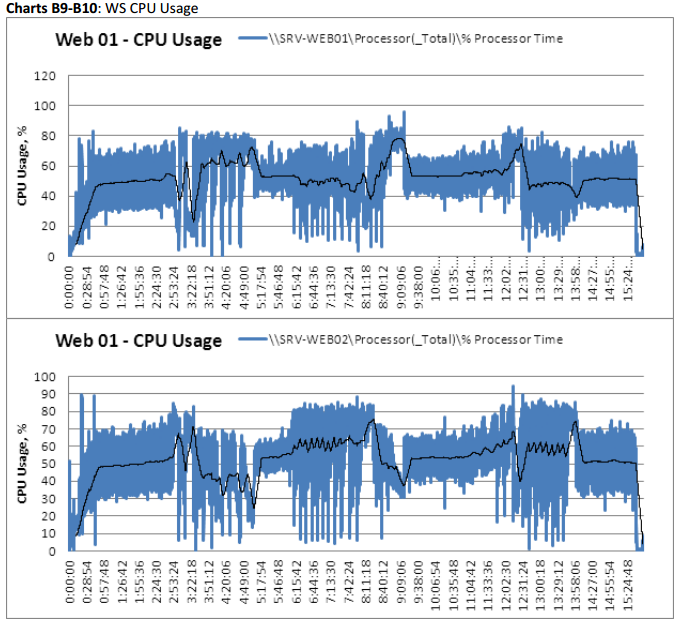 Charts B9-B10: WS CPU Usage
Web 01 - CPU Usage
\\SRV-WEB01\Processor(_Total)\% Processor Time
CPU Usage, %
120
100
80
60
40
20
0
0:00:00 0:28:54 0:57:48 1:26:42 1:55:36 2:24:30 2:53:24 3:22:18 3:51:12 4:20:06 4:49:00 5:17:54 5:46:48 6:15:42 6:44:36 7:13:30 7:42:24 8:11:18 8:40:12 9:09:06 9:38:00 10:06: 10:35: 11:04: 11:33: 12:02: 12:31: 13:00: 13:29: 13:58: 14:27: 14:55: 15:24:
Web 01 - CPU Usage
\\SRV-WEB02\Processor(_Total)\% Processor Time
CPU Usage, %
100
90
80
70
60
50
40
30
20
10
0
0:00:00 0:28:54 0:57:48 1:26:42 1:55:36 2:24:30 2:53:24 3:22:18 3:51:12 4:20:06 4:49:00 5:17:54 5:46:48 6:15:42 6:44:36 7:13:30 7:42:24 8:11:18 8:40:12 9:09:06 9:38:00 10:06:54 10:35:48 11:04:42 11:33:36 12:02:30 12:31:24 13:00:18 13:29:12 13:58:06 14:27:00 14:55:54 15:24:48